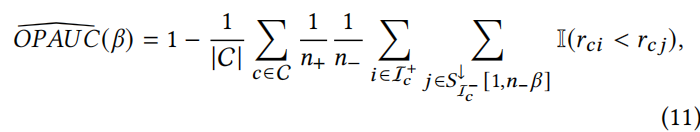 $\widehat{OPAUC}(\beta) = 1 - \frac{1}{|C|} \sum_{c \in C} \frac{1}{n_+} \frac{1}{n_-} \sum_{i \in \mathcal{I}_c^+} \sum_{j \in S^{\downarrow}_{\mathcal{I}_c^-}[1, n_-\beta]} \mathbb{I}(r_{ci} < r_{cj}),$
(11)